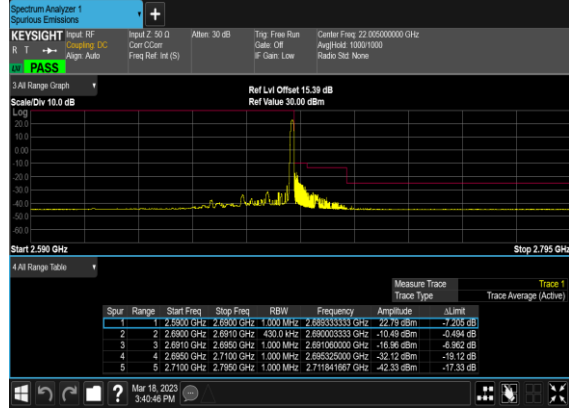 Spectrum Analyzer 1
Spurious Emissions
KEYSIGHT Input: RF Input Z: 50 Ω Atten: 30 dB Trig: Free Run Center Freq: 22.005000000 GHz
R T Coupling: DC Corr CCorr Gate: Off Avg|Hold: 1000/1000
Align: Auto Freq Ref: Int (S) IF Gain: Low Radio Std: None
PASS
3 All Range Graph
Ref Lvl Offset 15.39 dB
Scale/Div 10.0 dB Ref Value 30.00 dBm
Log
20.0
10.0
0.00
-10.0
-20.0
-30.0
-40.0
-50.0
-60.0
Start 2.590 GHz Stop 2.795 GHz
4 All Range Table
Measure Trace Trace 1
Trace Type Trace Average (Active)
Spur Range Start Freq Stop Freq RBW Frequency Amplitude ΔLimit
1 1 2.5900 GHz 2.6900 GHz 1.000 MHz 2.689333333 GHz 22.79 dBm -7.205 dB
2 2 2.6900 GHz 2.6910 GHz 430.0 kHz 2.690003333 GHz -10.49 dBm -0.494 dB
3 3 2.6910 GHz 2.6950 GHz 1.000 MHz 2.691060000 GHz -16.96 dBm -6.962 dB
4 4 2.6950 GHz 2.7100 GHz 1.000 MHz 2.695325000 GHz -32.12 dBm -19.12 dB
5 5 2.7100 GHz 2.7950 GHz 1.000 MHz 2.711841667 GHz -42.33 dBm -17.33 dB
? Mar 18, 2023
3:40:46 PM